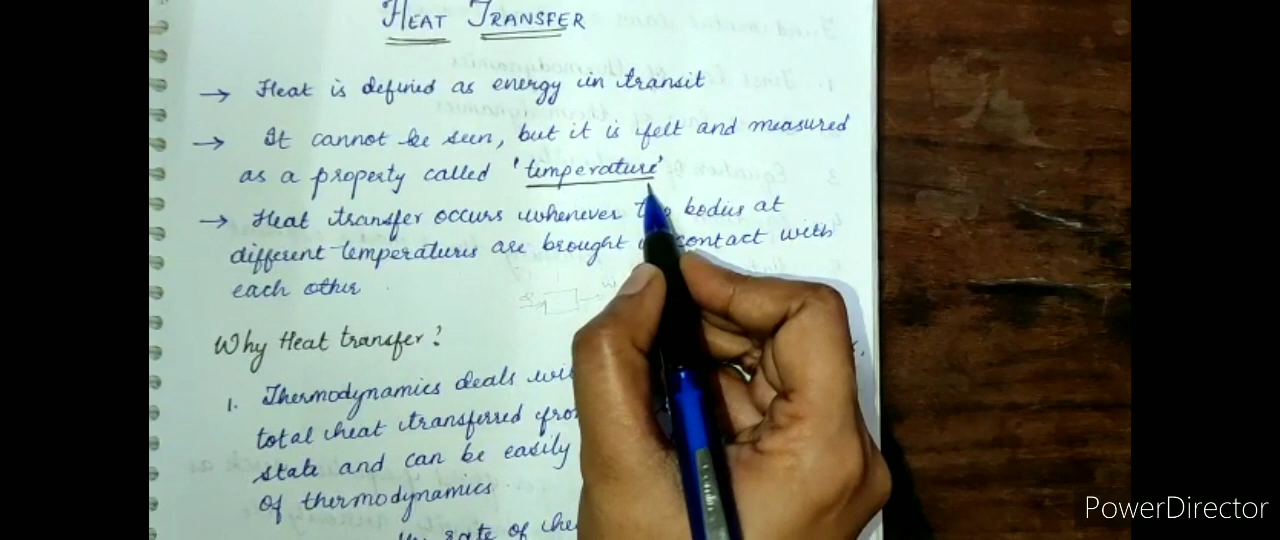 HEAT TRANSFER
→ Heat is defined as energy in transit
→ It cannot be seen, but it is felt and measured
as a property called 'temperature'
→ Heat transfer occurs whenever bodies at
different temperatures are brought contact with
each other
Why Heat transfer?
1. Thermodynamics deals
total heat transferred
state and can be easily
of thermodynamics
rate of
PowerDirector